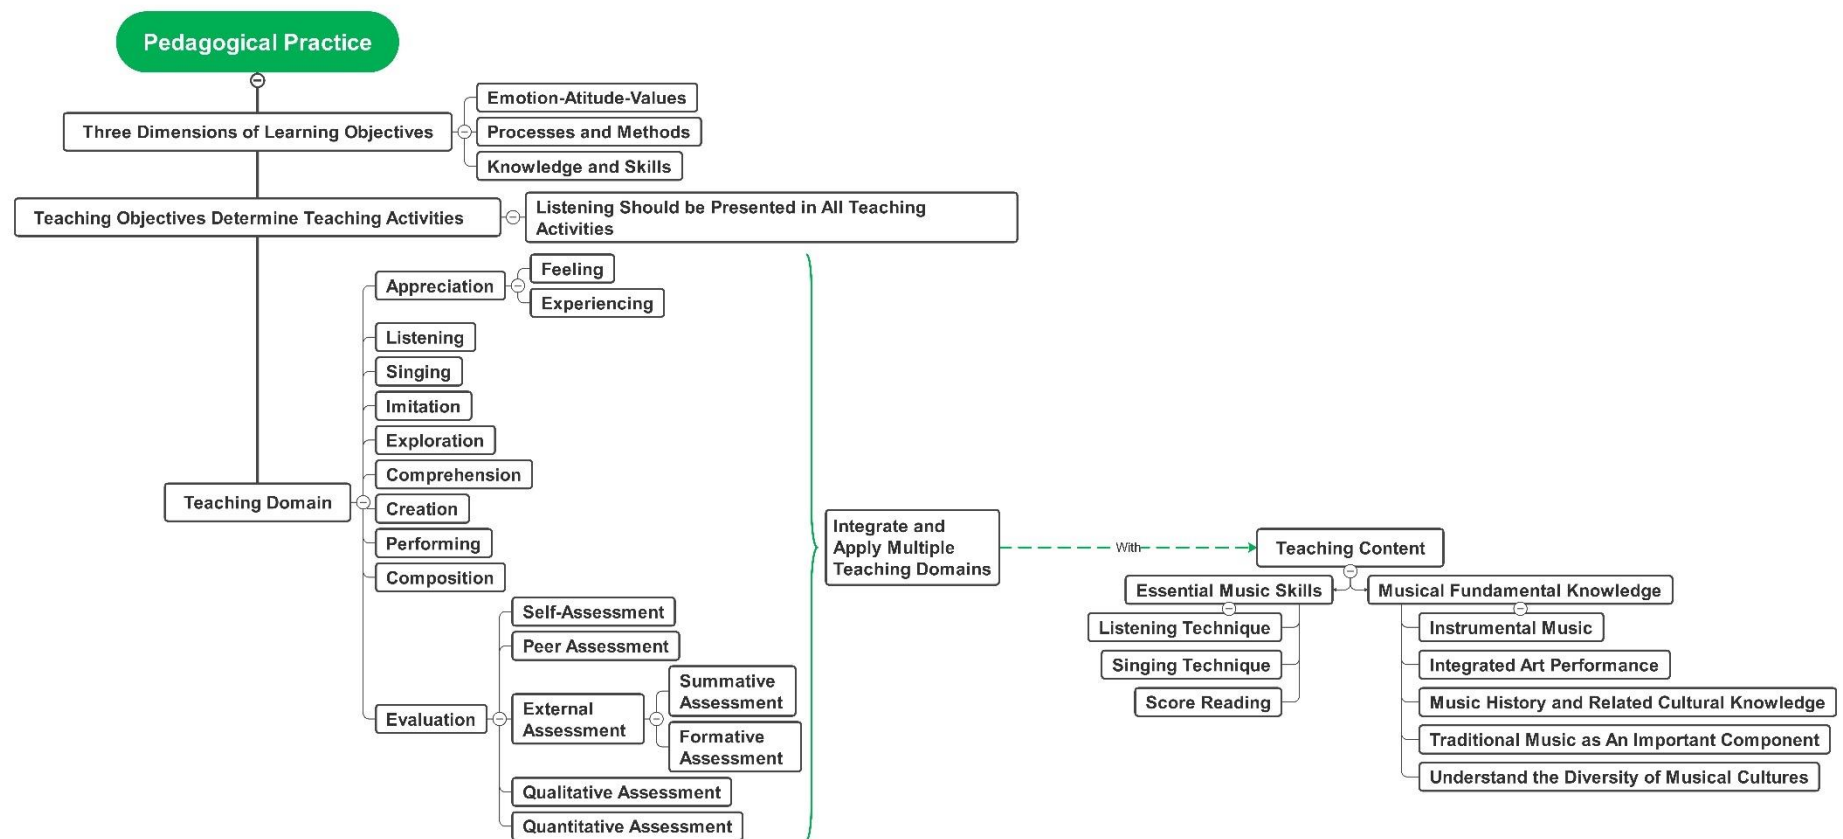 Pedagogical Practice
Three Dimensions of Learning Objectives
Emotion-Atitude-Values
Processes and Methods
Knowledge and Skills
Teaching Objectives Determine Teaching Activities
Listening Should be Presented in All Teaching
Activities
Teaching Domain
Appreciation
Feeling
Experiencing
Listening
Singing
Imitation
Exploration
Comprehension
Creation
Performing
Composition
Evaluation
Self-Assessment
Peer Assessment
External
Assessment
Summative
Assessment
Formative
Assessment
Qualitative Assessment
Quantitative Assessment
Integrate and
Apply Multiple
Teaching Domains
With
Teaching Content
Essential Music Skills
Listening Technique
Singing Technique
Score Reading
Musical Fundamental Knowledge
Instrumental Music
Integrated Art Performance
Music History and Related Cultural Knowledge
Traditional Music as An Important Component
Understand the Diversity of Musical Cultures